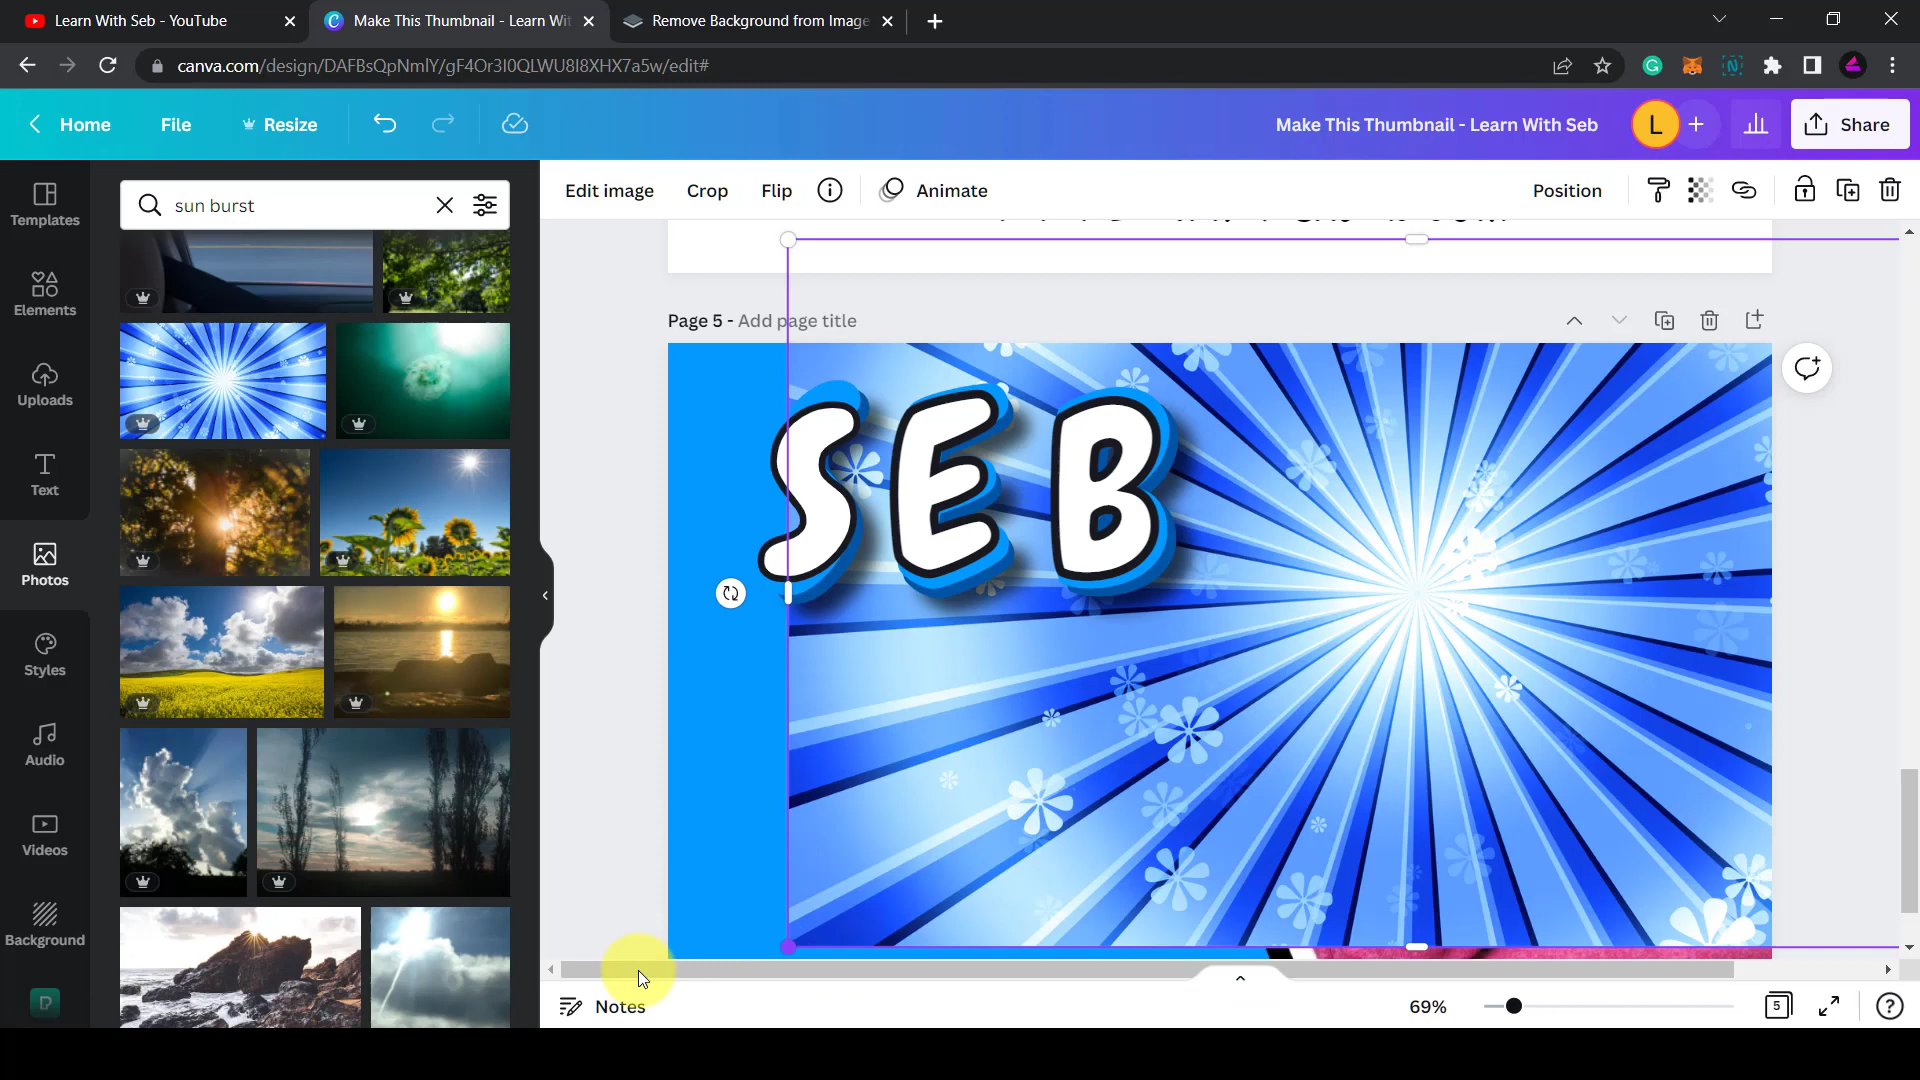 Learn With Seb - YouTube
Make This Thumbnail - Learn Wit
Remove Background from Image
canva.com/design/DAFBsQpNmlY/gF4Or3I0QLWU8I8XHX7a5w/edit#
Home
File
Resize
Make This Thumbnail - Learn With Seb
L
Share
sun burst
Edit image
Crop
Flip
Animate
Position
Templates
Elements
Uploads
Text
Photos
Styles
Audio
Videos
Background
Page 5 - Add page title
SEB
Notes
69%
5